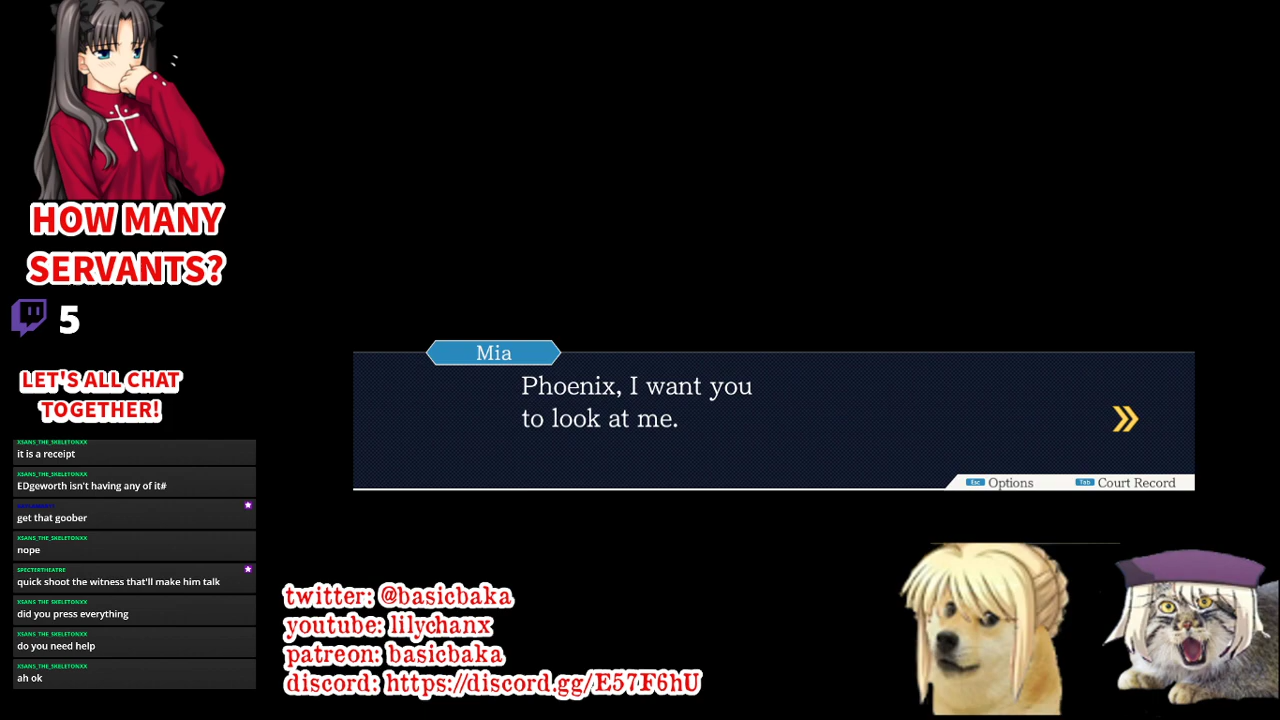 HOW MANY
SERVANTS?
5
LET'S ALL CHAT
TOGETHER!
XSANS_THE_SKELETONXX
it is a receipt
XSANS_THE_SKELETONXX
EDgeworth isn't having any of it#
get that goober
XSANS_THE_SKELETONXX
nope
SPECTERTHEATRE
quick shoot the witness that'll make him talk
XSANS_THE_SKELETONXX
did you press everything
XSANS_THE_SKELETONXX
do you need help
XSANS_THE_SKELETONXX
ah ok
Mia
Phoenix, I want you
to look at me.
Esc Options Tab Court Record
twitter: @basicbaka
youtube: lilychanx
patreon: basicbaka
discord: https://discord.gg/E57F6hU